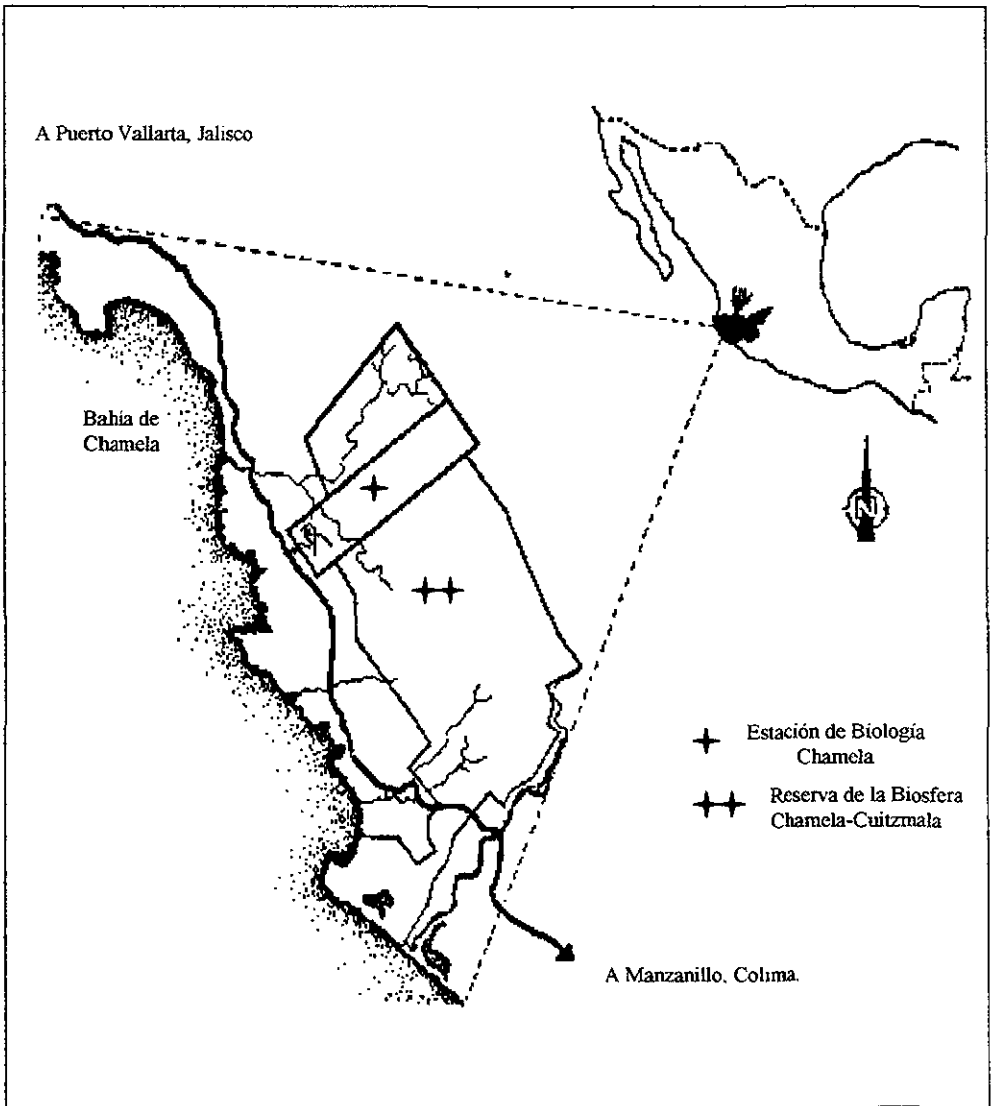 A Puerto Vallarta, Jalisco
Bahía de
Chamela
N
Estación de Biología
Chamela
Reserva de la Biosfera
Chamela-Cuitzmala
A Manzanillo, Colima.